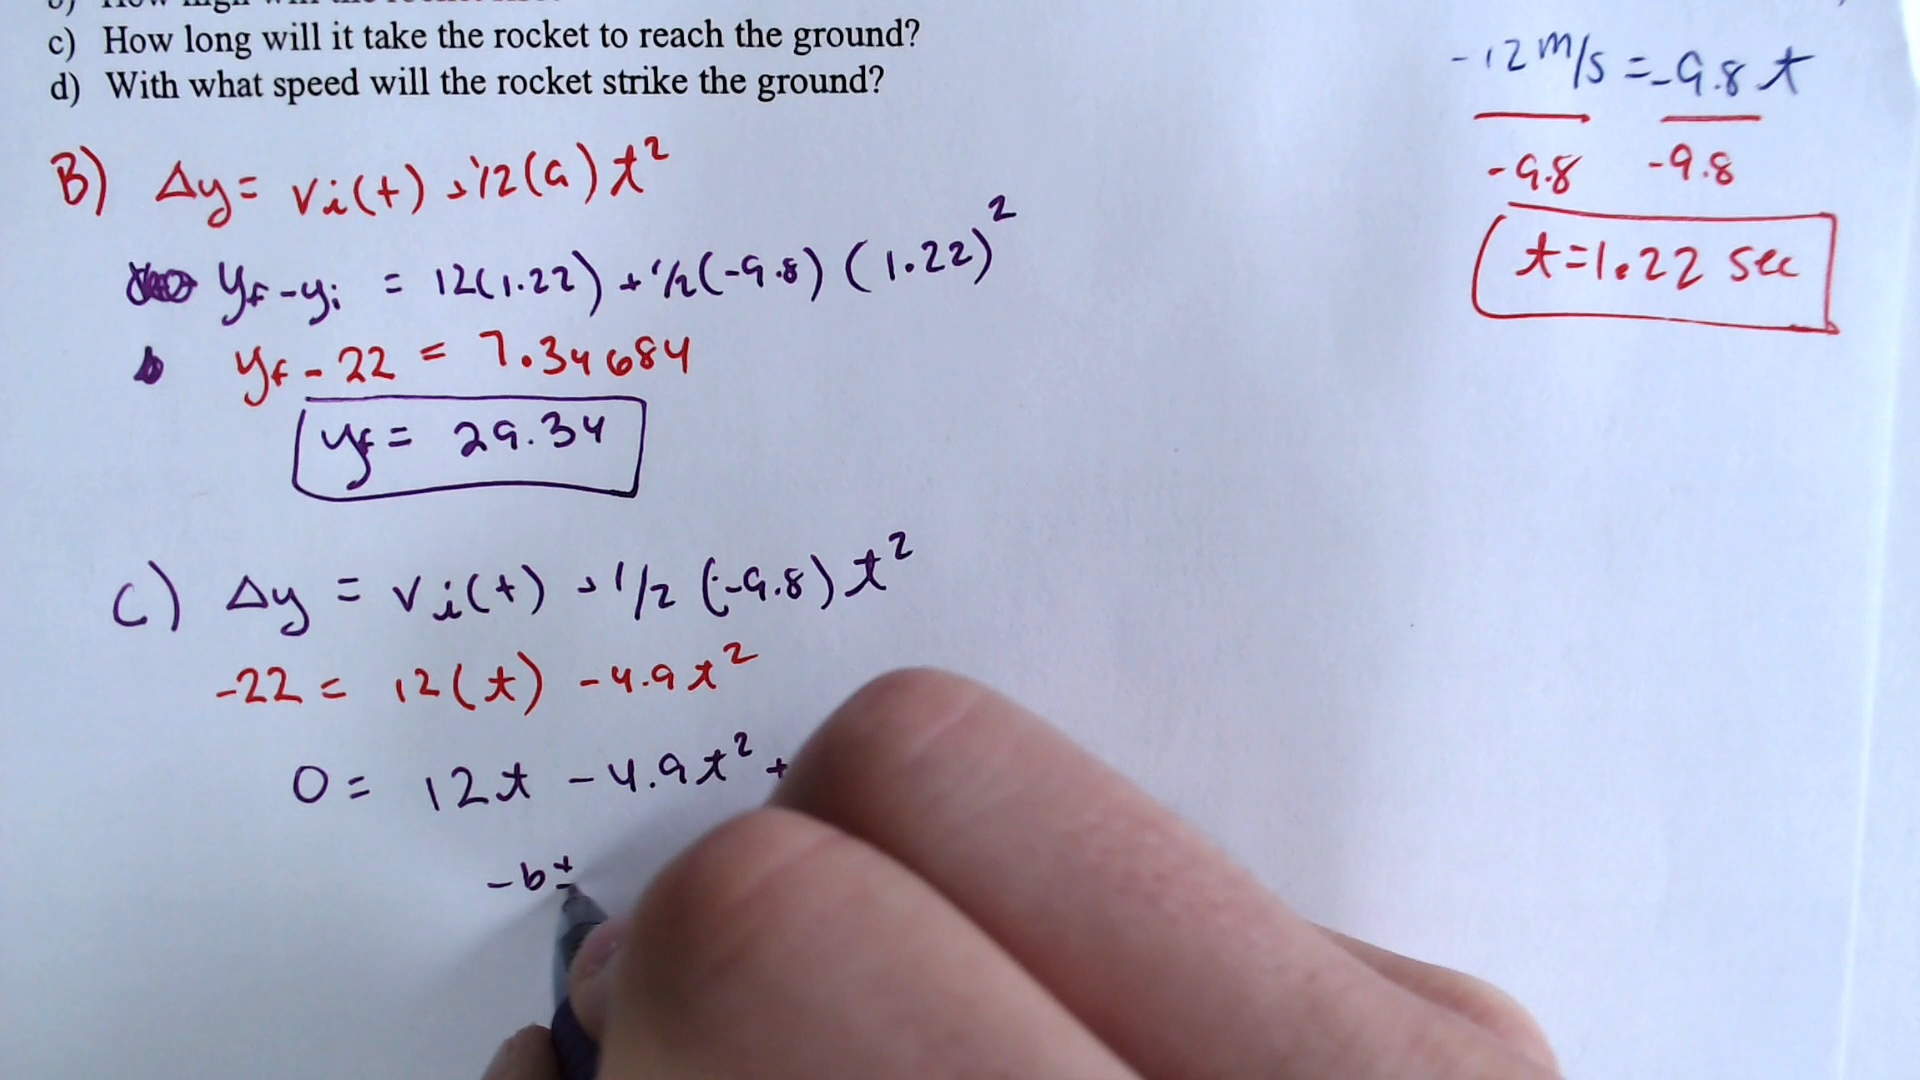 c) How long will it take the rocket to reach the ground?
d) With what speed will the rocket strike the ground?
-12 m/s = -9.8 t
-9.8 -9.8
t = 1.22 sec
B) Δy = vi(t) + 1/2(a) t²
yf - yi = 12(1.22) + 1/2(-9.8)(1.22)²
yf - 22 = 7.34684
yf = 29.34
C) Δy = vi(t) + 1/2 (-9.8) t²
-22 = 12(t) - 4.9t²
0 = 12t - 4.9t² +
-b±